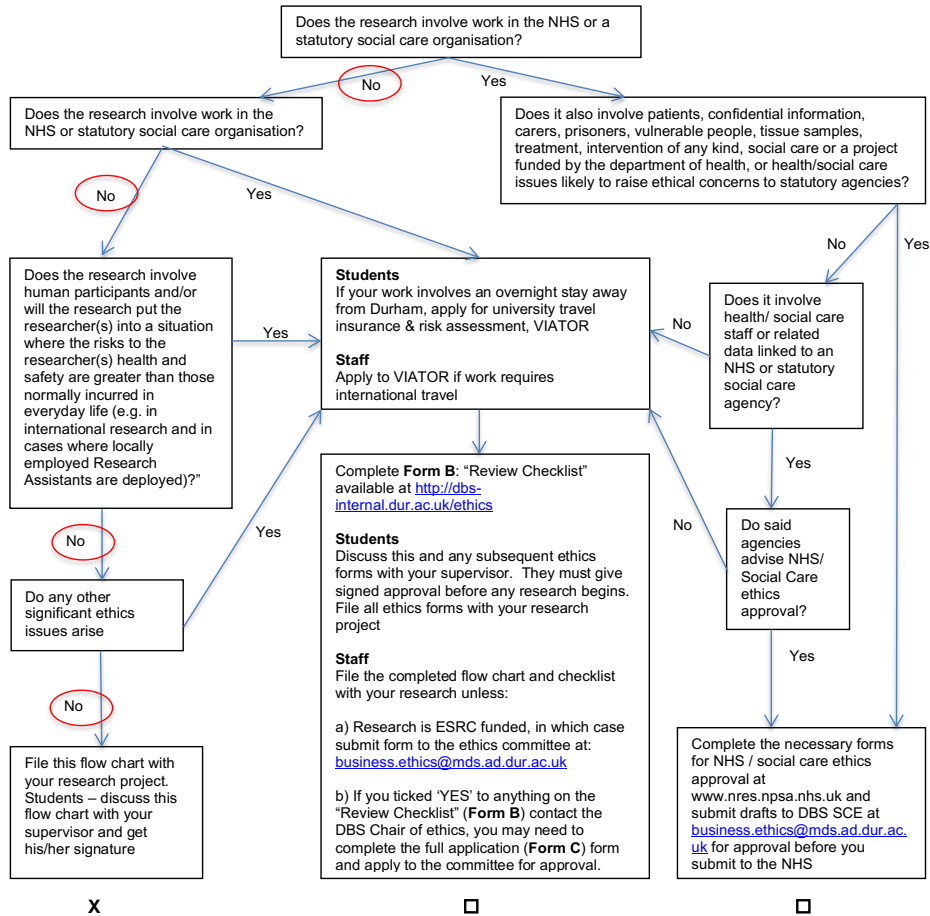 Does the research involve work in the NHS or a
statutory social care organisation?
No
Yes
Does the research involve work in the
NHS or statutory social care organisation?
Does it also involve patients, confidential information,
carers, prisoners, vulnerable people, tissue samples,
treatment, intervention of any kind, social care or a project
funded by the department of health, or health/social care
issues likely to raise ethical concerns to statutory agencies?
No
Yes
No
Yes
Does the research involve
human participants and/or
will the research put the
researcher(s) into a situation
where the risks to the
researcher(s) health and
safety are greater than those
normally incurred in
everyday life (e.g. in
international research and in
cases where locally
employed Research
Assistants are deployed)?”
Yes
Students
If your work involves an overnight stay away
from Durham, apply for university travel
insurance & risk assessment, VIATOR
Staff
Apply to VIATOR if work requires
international travel
No
Does it involve
health/ social care
staff or related
data linked to an
NHS or statutory
social care
agency?
Yes
No
Yes
No
Do any other
significant ethics
issues arise
Complete Form B: “Review Checklist”
available at http://dbs-
internal.dur.ac.uk/ethics
Students
Discuss this and any subsequent ethics
forms with your supervisor.  They must give
signed approval before any research begins.
File all ethics forms with your research
project
Staff
File the completed flow chart and checklist
with your research unless:
a) Research is ESRC funded, in which case
submit form to the ethics committee at:
business.ethics@mds.ad.dur.ac.uk
b) If you ticked ‘YES’ to anything on the
“Review Checklist” (Form B) contact the
DBS Chair of ethics, you may need to
complete the full application (Form C) form
and apply to the committee for approval.
Do said
agencies
advise NHS/
Social Care
ethics
approval?
Yes
No
File this flow chart with
your research project.
Students – discuss this
flow chart with your
supervisor and get
his/her signature
Complete the necessary forms
for NHS / social care ethics
approval at
www.nres.npsa.nhs.uk and
submit drafts to DBS SCE at
business.ethics@mds.ad.dur.ac.
uk for approval before you
submit to the NHS
X